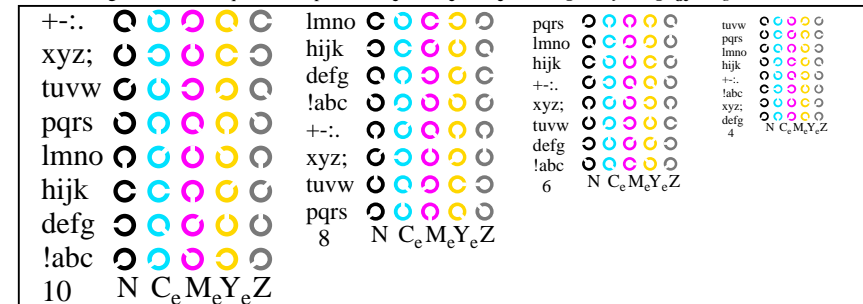 +-:.
xyz;
tuvw
pqrs
lmno
hijk
defg
!abc
10 N CeMeYeZ
lmno
hijk
defg
!abc
+-:.
xyz;
tuvw
pqrs
8 N CeMeYeZ
pqrs
lmno
hijk
+-:.
xyz;
tuvw
defg
!abc
6 N CeMeYeZ
tuvw
pqrs
lmno
hijk
+-:.
!abc
xyz;
defg
4 N CeMeYeZ